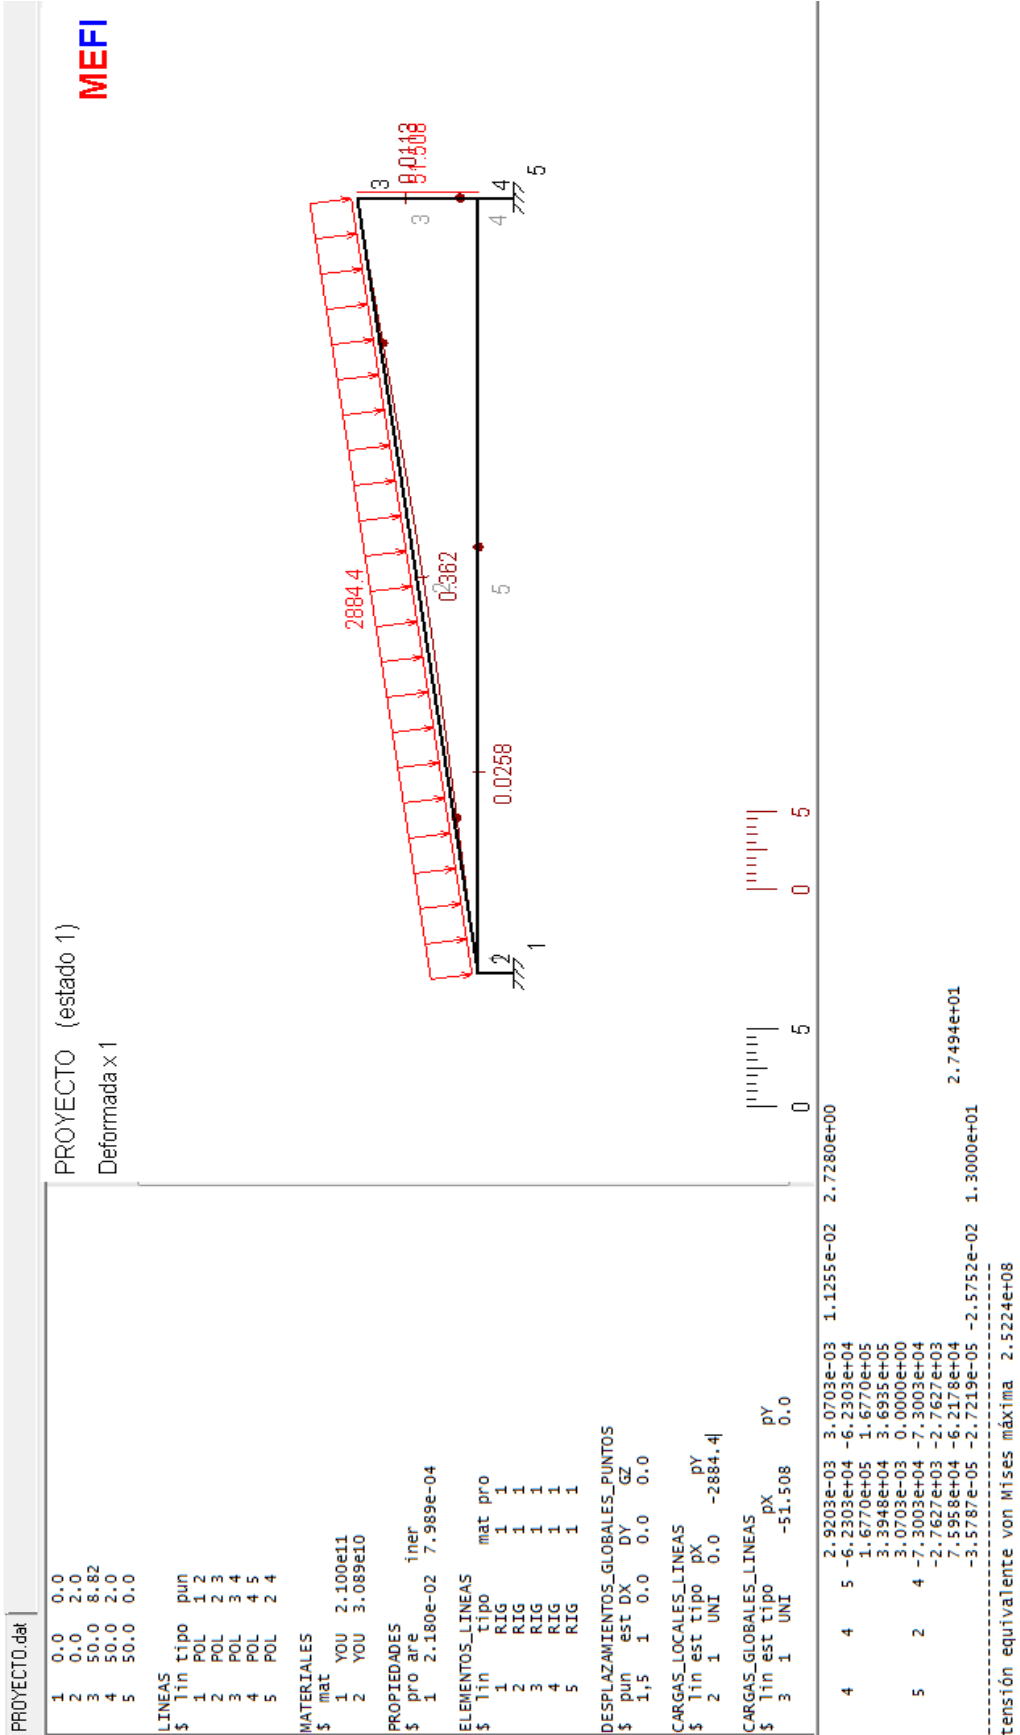 PROYECTO.dat
1 0.0 0.0
2 0.0 2.0
3 50.0 8.82
4 50.0 2.0
5 50.0 0.0
LINEAS
$ lin tipo pun
1 POL 1 2
2 POL 2 3
3 POL 3 4
4 POL 4 5
5 POL 2 4
MATERIALES
$ mat
1 YOU 2.100e11
2 YOU 3.089e10
PROPIEDADES
$ pro are iner
1 2.180e-02 7.989e-04
ELEMENTOS_LINEAS
$ lin tipo mat pro
1 RIG 1 1
2 RIG 1 1
3 RIG 1 1
4 RIG 1 1
5 RIG 1 1
DESPLAZAMIENTOS_GLOBALES_PUNTOS
$ pun est DX DY GZ
1,5 1 0.0 0.0 0.0
CARGAS_LOCALES_LINEAS
$ lin est tipo pX pY
2 1 UNI 0.0 -2884.4
CARGAS_GLOBALES_LINEAS
$ lin est tipo pX pY
3 1 UNI -51.508 0.0
PROYECTO (estado 1)
Deformada x 1
MEFI
2884.4
3
0.0113
51.508
3
2
0.362
4
4
5
2
1
5
0.0258
0 5
0 5
2.9203e-03 3.0703e-03 1.1255e-02 2.7280e+00
4 4 5 -6.2303e+04 -6.2303e+04
1.6770e+05 1.6770e+05
3.3948e+04 3.6935e+05
3.0703e-03 0.0000e+00
5 2 4 -7.3003e+04 -7.3003e+04
-2.7627e+03 -2.7627e+03
7.5958e+04 -6.2178e+04 2.7494e+01
-3.5787e-05 -2.7219e-05 -2.5752e-02 1.3000e+01
--------------------------------------------
tensión equivalente von Mises máxima 2.5224e+08